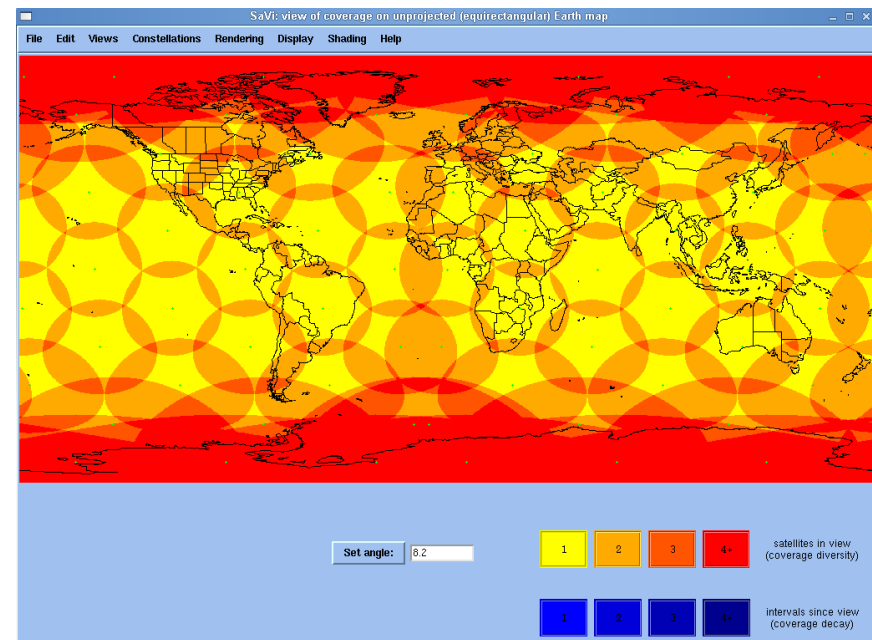 SaVi: view of coverage on unprojected (equirectangular) Earth map
File Edit Views Constellations Rendering Display Shading Help
Set angle: 8.2
1 2 3 4+
satellites in view
(coverage diversity)
1 2 3 4+
intervals since view
(coverage decay)